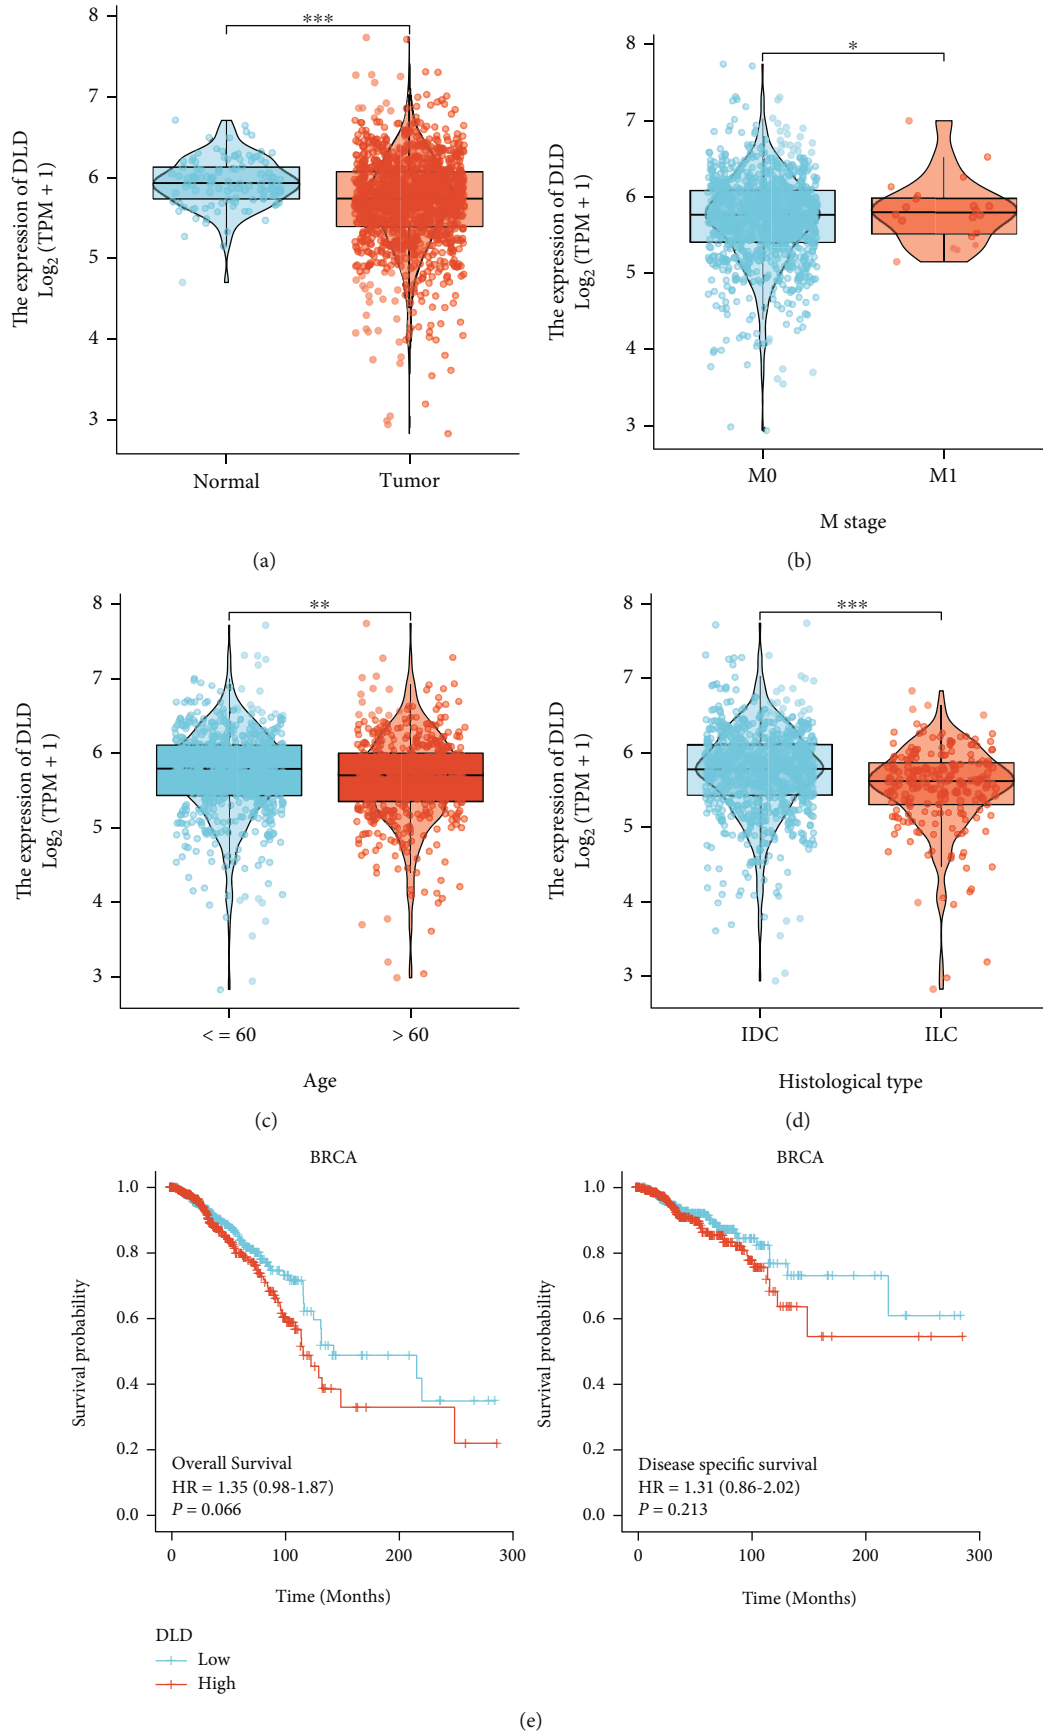 The expression of DLD
Log2 (TPM + 1)
8
7
6
5
4
3
***
Normal
Tumor
(a)
The expression of DLD
Log2 (TPM + 1)
8
7
6
5
4
3
*
M0
M1
M stage
(b)
The expression of DLD
Log2 (TPM + 1)
8
7
6
5
4
3
**
< = 60
> 60
Age
(c)
The expression of DLD
Log2 (TPM + 1)
8
7
6
5
4
3
***
IDC
ILC
Histological type
(d)
BRCA
Survival probability
1.0
0.8
0.6
0.4
0.2
0.0
Overall Survival
HR = 1.35 (0.98-1.87)
P = 0.066
0
100
200
300
Time (Months)
BRCA
Survival probability
1.0
0.8
0.6
0.4
0.2
0.0
Disease specific survival
HR = 1.31 (0.86-2.02)
P = 0.213
0
100
200
300
Time (Months)
DLD
Low
High
(e)